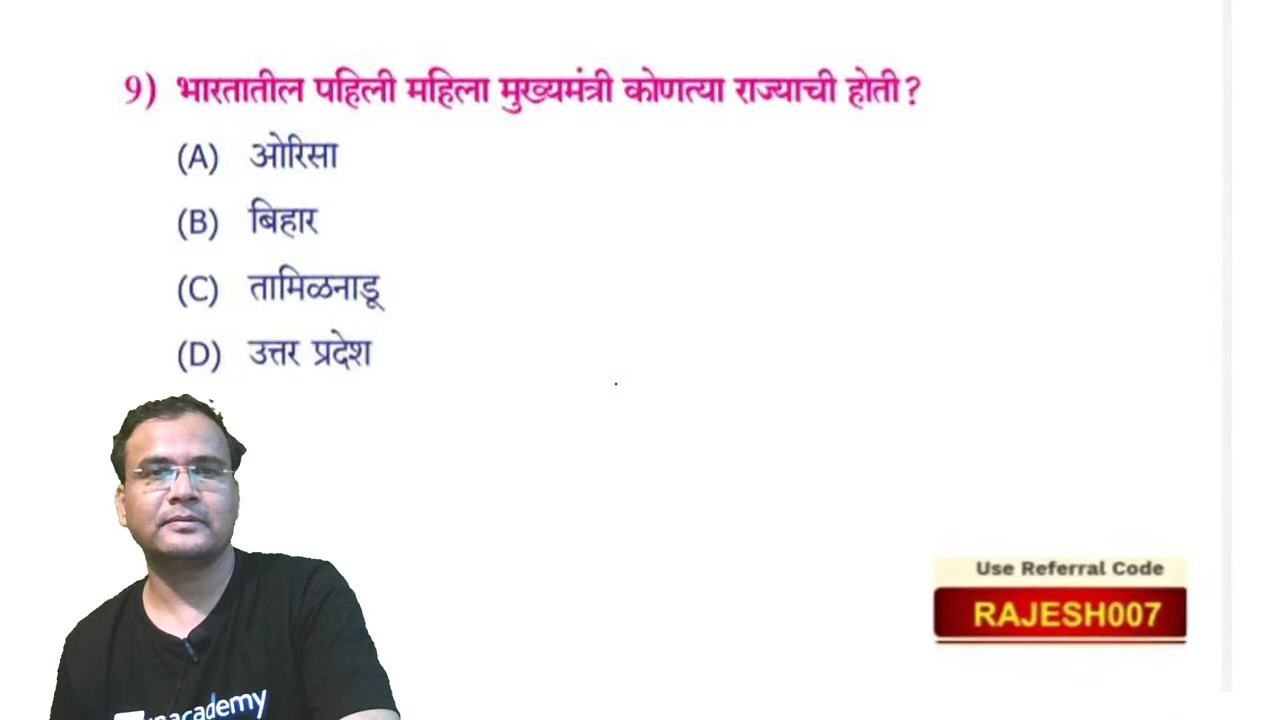 9) भारतातील पहिली महिला मुख्यमंत्री कोणत्या राज्याची होती?
(A) ओरिसा
(B) बिहार
(C) तामिळनाडू
(D) उत्तर प्रदेश
Use Referral Code
RAJESH007